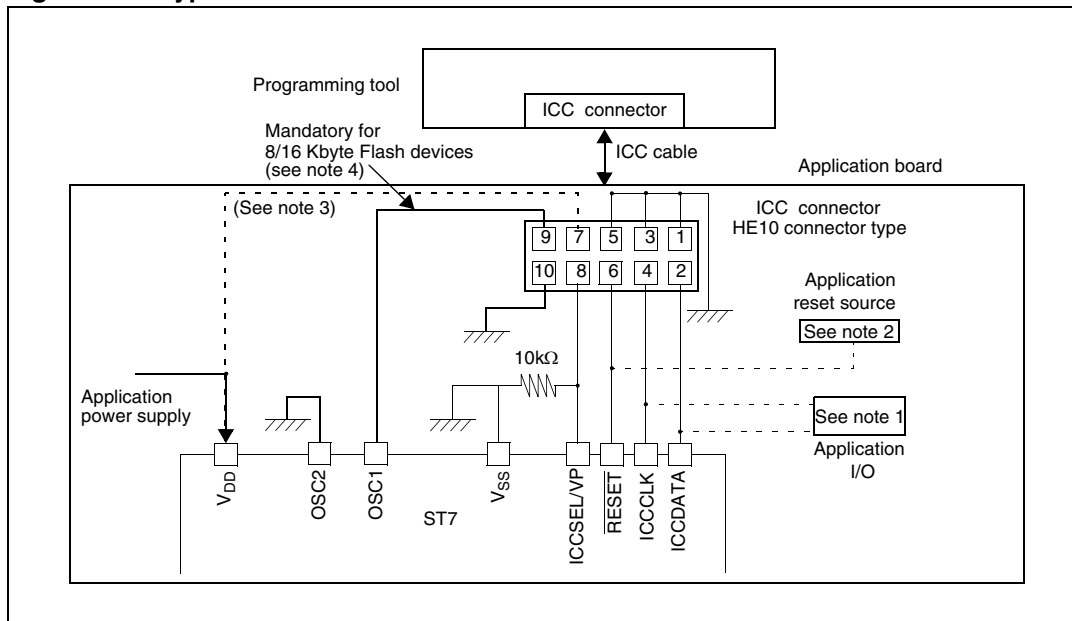 Programming tool
ICC connector
Mandatory for
8/16 Kbyte Flash devices
(see note 4)
ICC cable
Application board
(See note 3)
ICC connector
HE10 connector type
9 7 5 3 1
10 8 6 4 2
Application
reset source
See note 2
10kΩ
Application
power supply
See note 1
Application
I/O
VDD
OSC2
OSC1
VSS
ICCSEL/VP
RESET
ICCCLK
ICCDATA
ST7